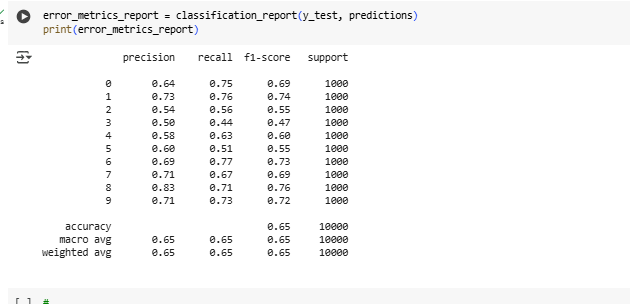 error_metrics_report = classification_report(y_test, predictions)
print(error_metrics_report)
precision recall f1-score support
0 0.64 0.75 0.69 1000
1 0.73 0.76 0.74 1000
2 0.54 0.56 0.55 1000
3 0.50 0.44 0.47 1000
4 0.58 0.63 0.60 1000
5 0.60 0.51 0.55 1000
6 0.69 0.77 0.73 1000
7 0.71 0.67 0.69 1000
8 0.83 0.71 0.76 1000
9 0.71 0.73 0.72 1000
accuracy 0.65 10000
macro avg 0.65 0.65 0.65 10000
weighted avg 0.65 0.65 0.65 10000
[ ] #